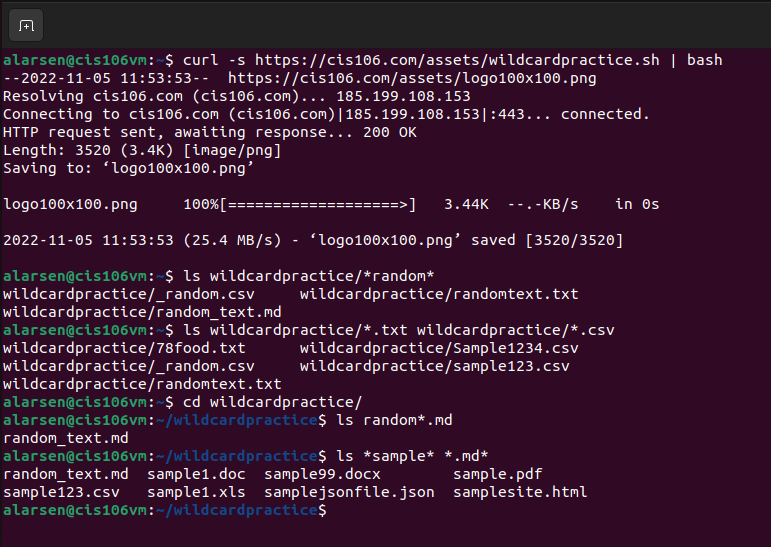 alarsen@cis106vm:~$ curl -s https://cis106.com/assets/wildcardpractice.sh | bash
--2022-11-05 11:53:53--  https://cis106.com/assets/logo100x100.png
Resolving cis106.com (cis106.com)... 185.199.108.153
Connecting to cis106.com (cis106.com)|185.199.108.153|:443... connected.
HTTP request sent, awaiting response... 200 OK
Length: 3520 (3.4K) [image/png]
Saving to: ‘logo100x100.png’
logo100x100.png     100%[===================>]   3.44K  --.-KB/s    in 0s
2022-11-05 11:53:53 (25.4 MB/s) - ‘logo100x100.png’ saved [3520/3520]
alarsen@cis106vm:~$ ls wildcardpractice/*random*
wildcardpractice/_random.csv     wildcardpractice/randomtext.txt
wildcardpractice/random_text.md
alarsen@cis106vm:~$ ls wildcardpractice/*.txt wildcardpractice/*.csv
wildcardpractice/78food.txt      wildcardpractice/Sample1234.csv
wildcardpractice/_random.csv     wildcardpractice/sample123.csv
wildcardpractice/randomtext.txt
alarsen@cis106vm:~$ cd wildcardpractice/
alarsen@cis106vm:~/wildcardpractice$ ls random*.md
random_text.md
alarsen@cis106vm:~/wildcardpractice$ ls *sample* *.md*
random_text.md  sample1.doc  sample99.docx        sample.pdf
sample123.csv   sample1.xls  samplejsonfile.json  samplesite.html
alarsen@cis106vm:~/wildcardpractice$